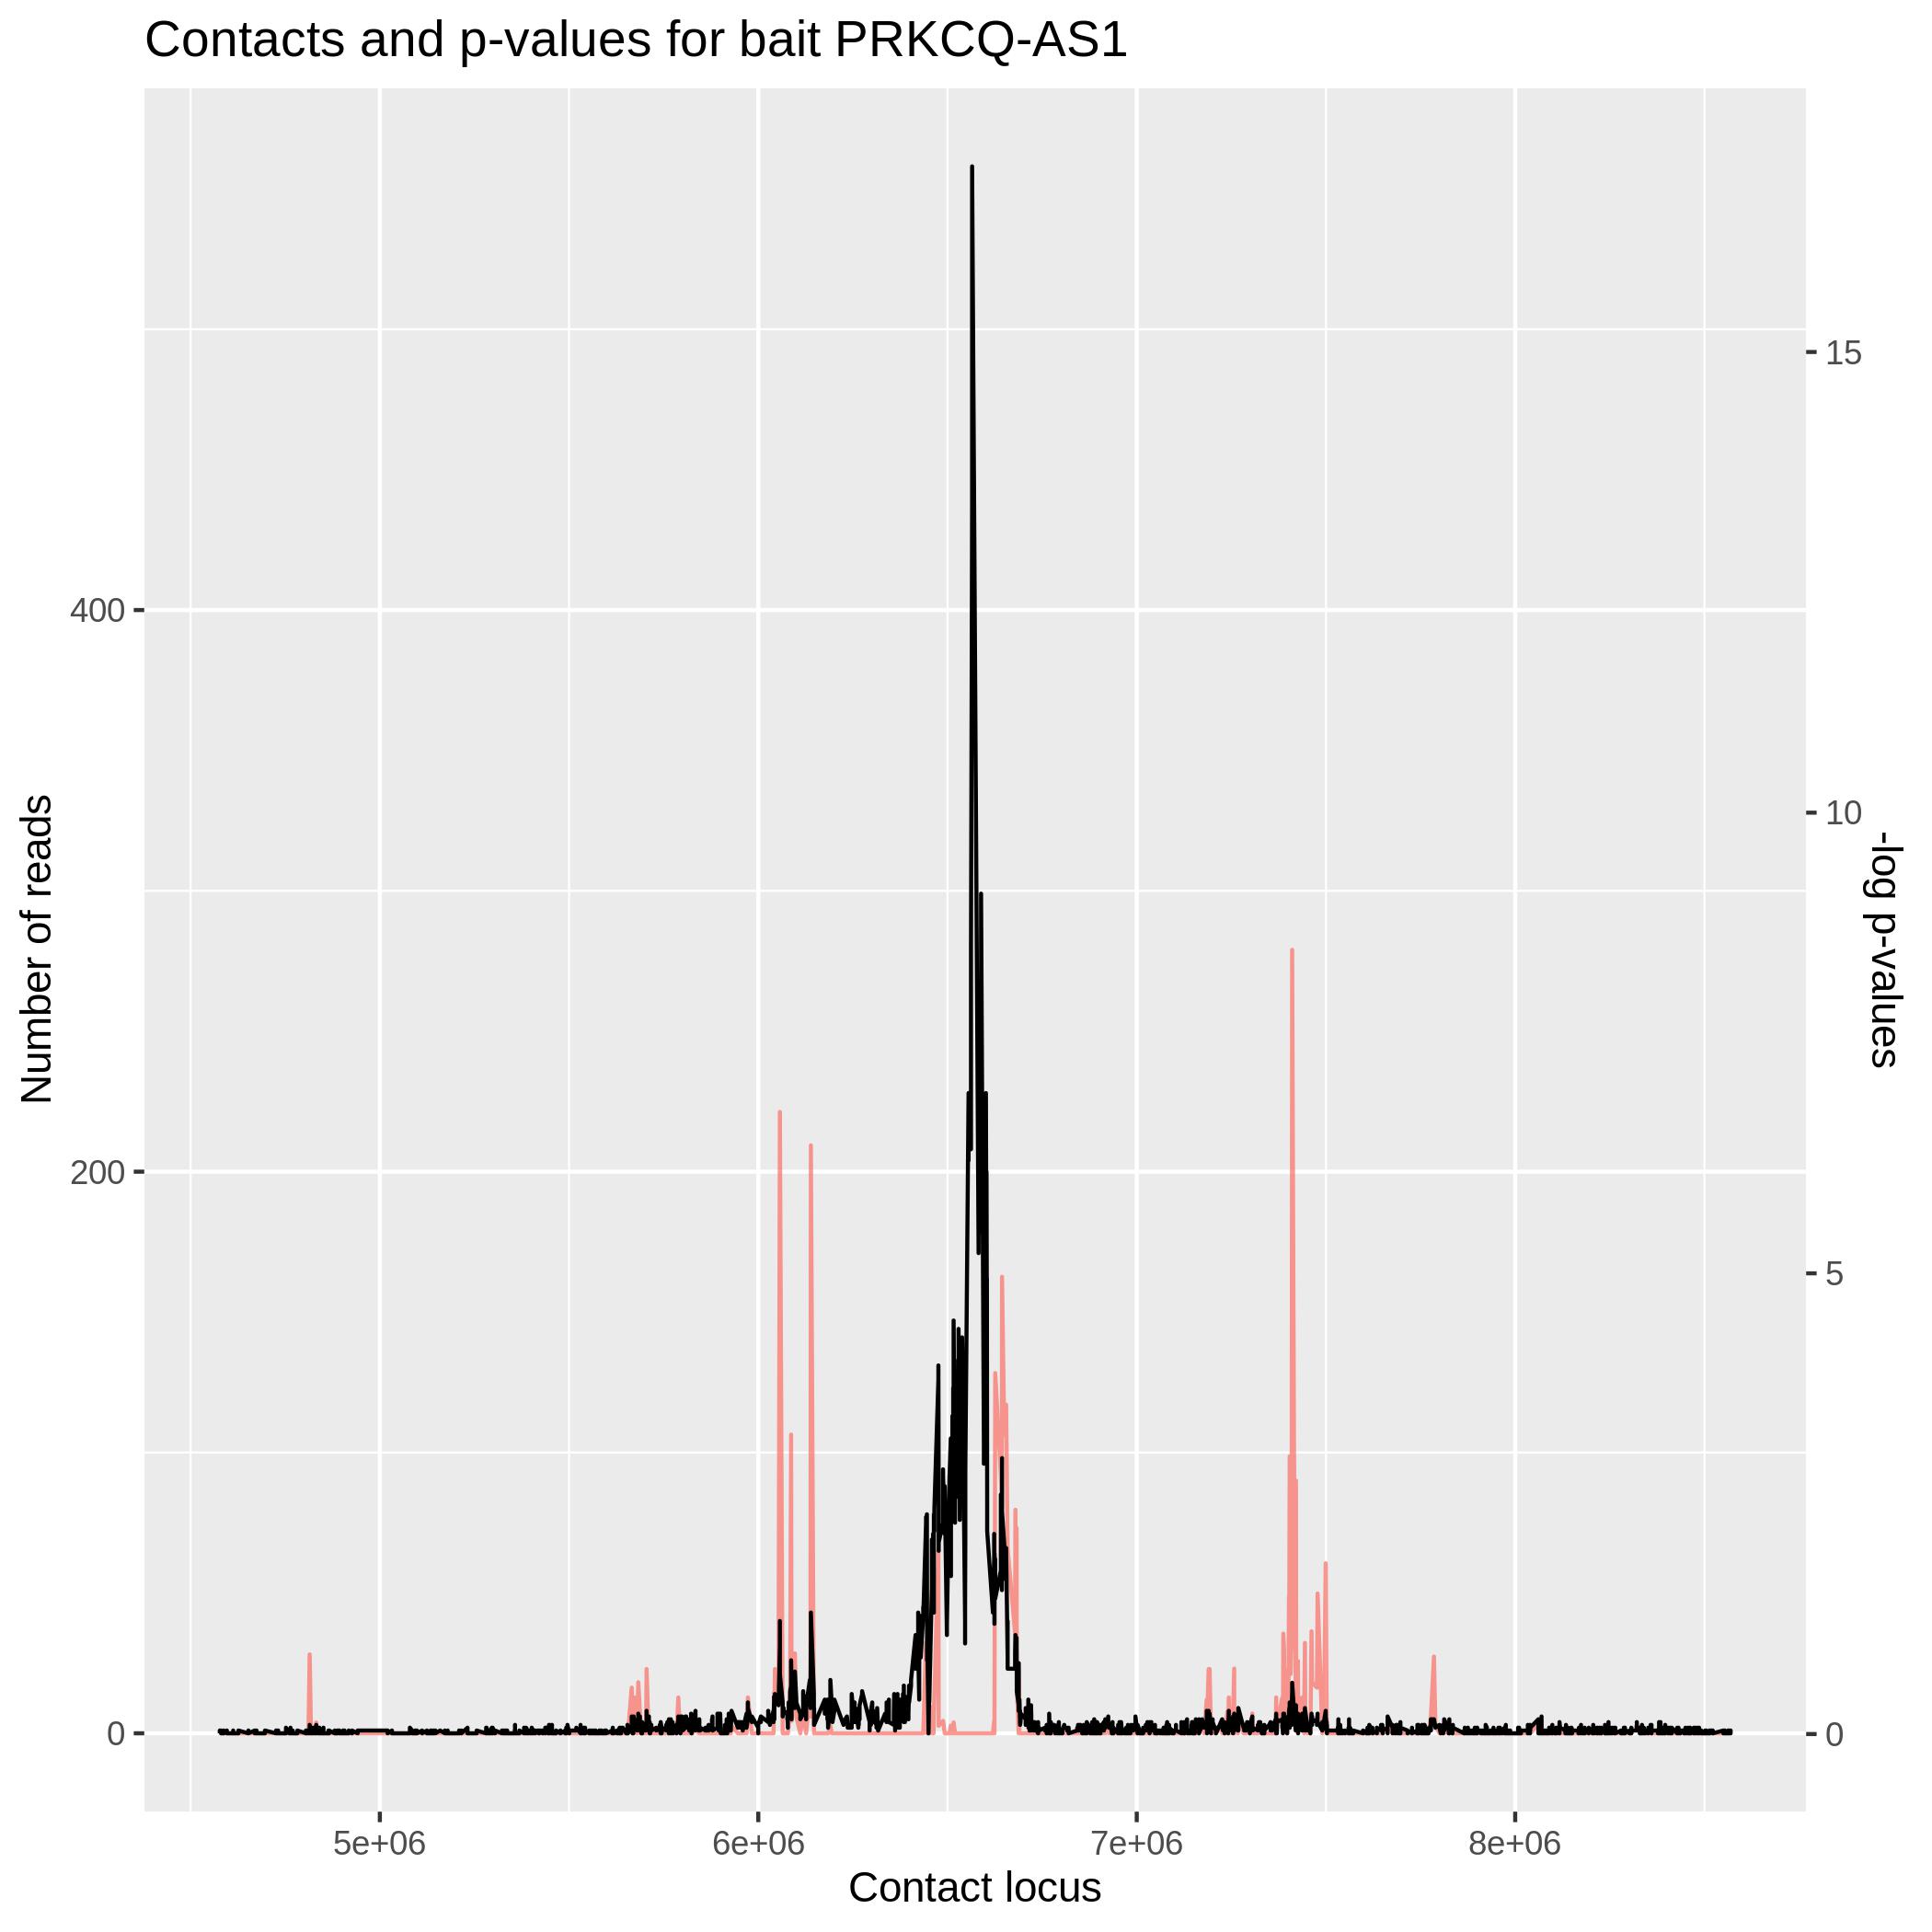 Contacts and p-values for bait PRKCQ-AS1
Number of reads
400
200
0
15
10
5
0
-log p-values
5e+06
6e+06
7e+06
8e+06
Contact locus